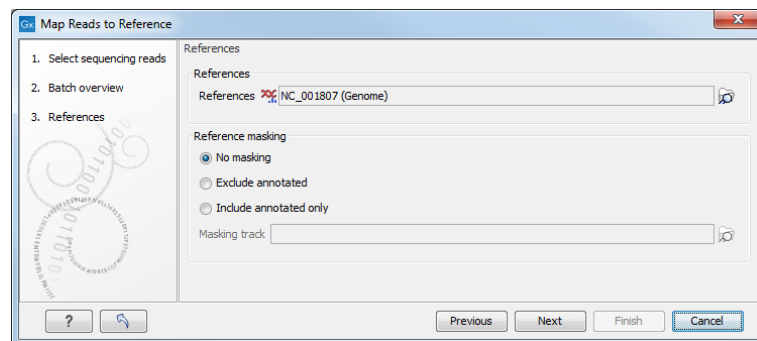 Gx Map Reads to Reference
1. Select sequencing reads
2. Batch overview
3. References
References
References
References NC_001807 (Genome)
Reference masking
No masking
Exclude annotated
Include annotated only
Masking track
? Previous Next Finish Cancel